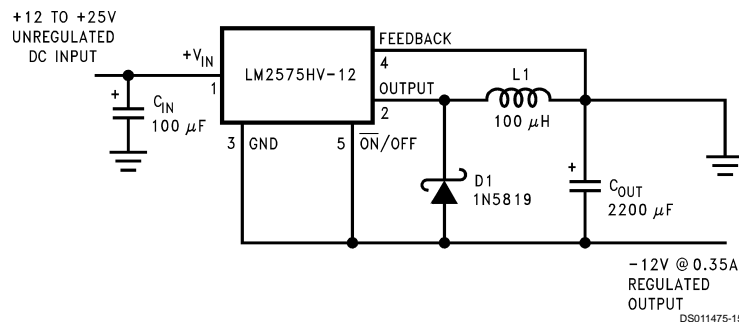 +12 TO +25V
UNREGULATED
DC INPUT
+VIN
1
CIN
100 μF
+
LM2575HV-12
FEEDBACK
4
OUTPUT
2
3 GND
5 ON/OFF
L1
100 μH
D1
1N5819
+
COUT
2200 μF
-12V @ 0.35A
REGULATED
OUTPUT
DS011475-15